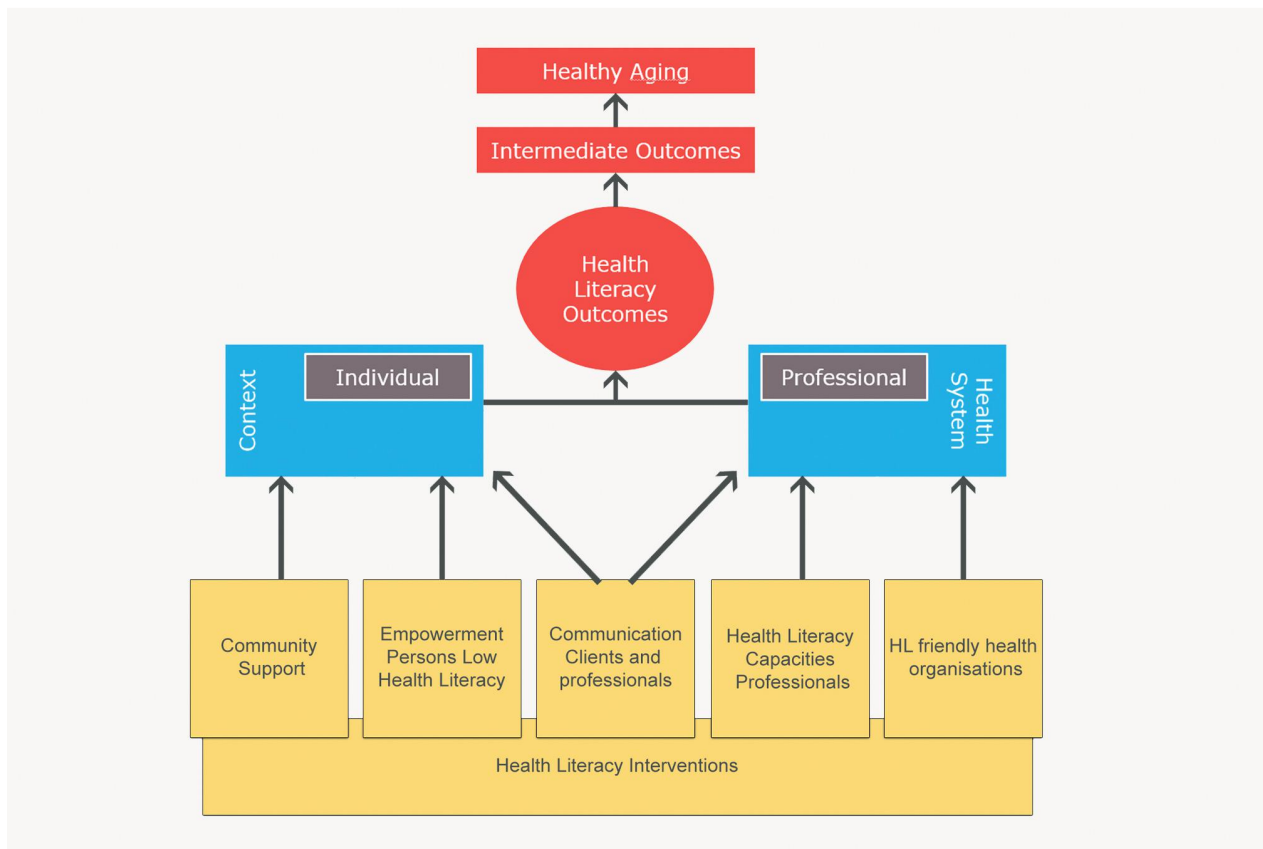 Healthy Aging
Intermediate Outcomes
Health
Literacy
Outcomes
Context
Individual
Professional
Health
System
Community
Support
Empowerment
Persons Low
Health Literacy
Communication
Clients and
professionals
Health Literacy
Capacities
Professionals
HL friendly health
organisations
Health Literacy Interventions